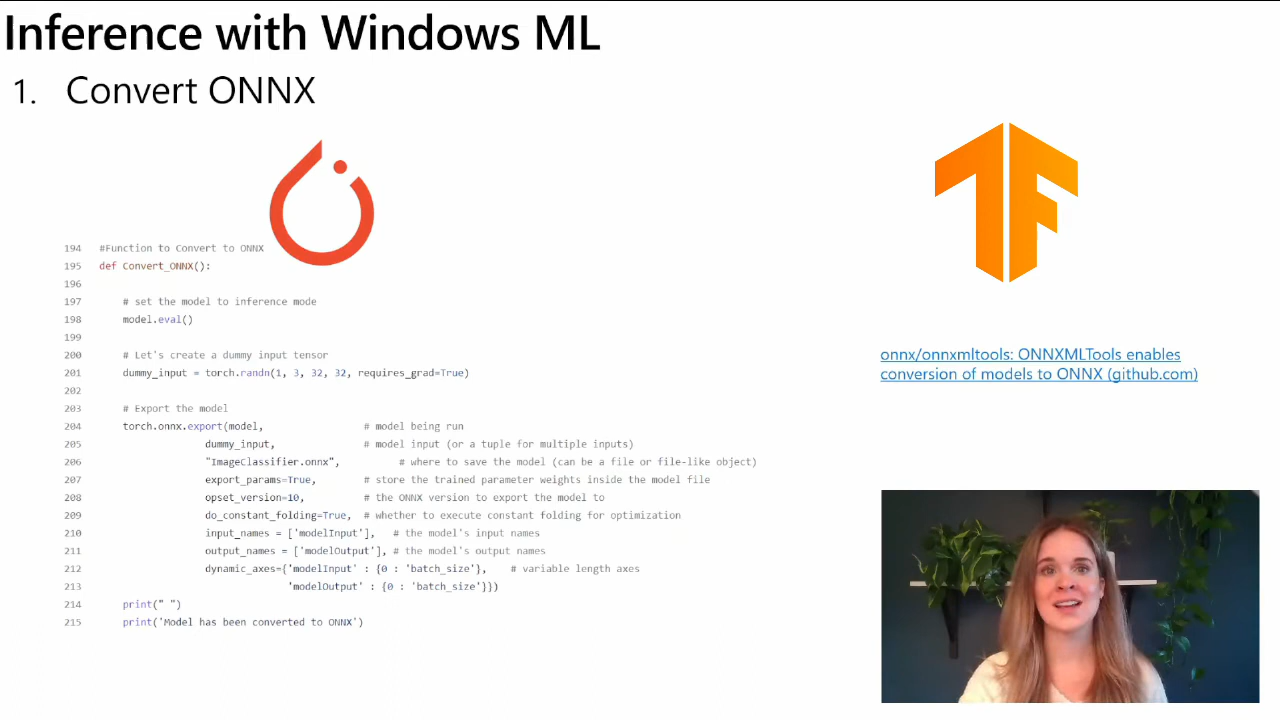 Inference with Windows ML
1. Convert ONNX
194 #Function to Convert to ONNX
195 def Convert_ONNX():
196
197 # set the model to inference mode
198 model.eval()
199
200 # Let's create a dummy input tensor
201 dummy_input = torch.randn(1, 3, 32, 32, requires_grad=True)
202
203 # Export the model
204 torch.onnx.export(model, # model being run
205 dummy_input, # model input (or a tuple for multiple inputs)
206 "ImageClassifier.onnx", # where to save the model (can be a file or file-like object)
207 export_params=True, # store the trained parameter weights inside the model file
208 opset_version=10, # the ONNX version to export the model to
209 do_constant_folding=True, # whether to execute constant folding for optimization
210 input_names = ['modelInput'], # the model's input names
211 output_names = ['modelOutput'], # the model's output names
212 dynamic_axes={'modelInput' : {0 : 'batch_size'}, # variable length axes
213 'modelOutput' : {0 : 'batch_size'}})
214 print(" ")
215 print('Model has been converted to ONNX')
onnx/onnxmltools: ONNXMLTools enables
conversion of models to ONNX (github.com)